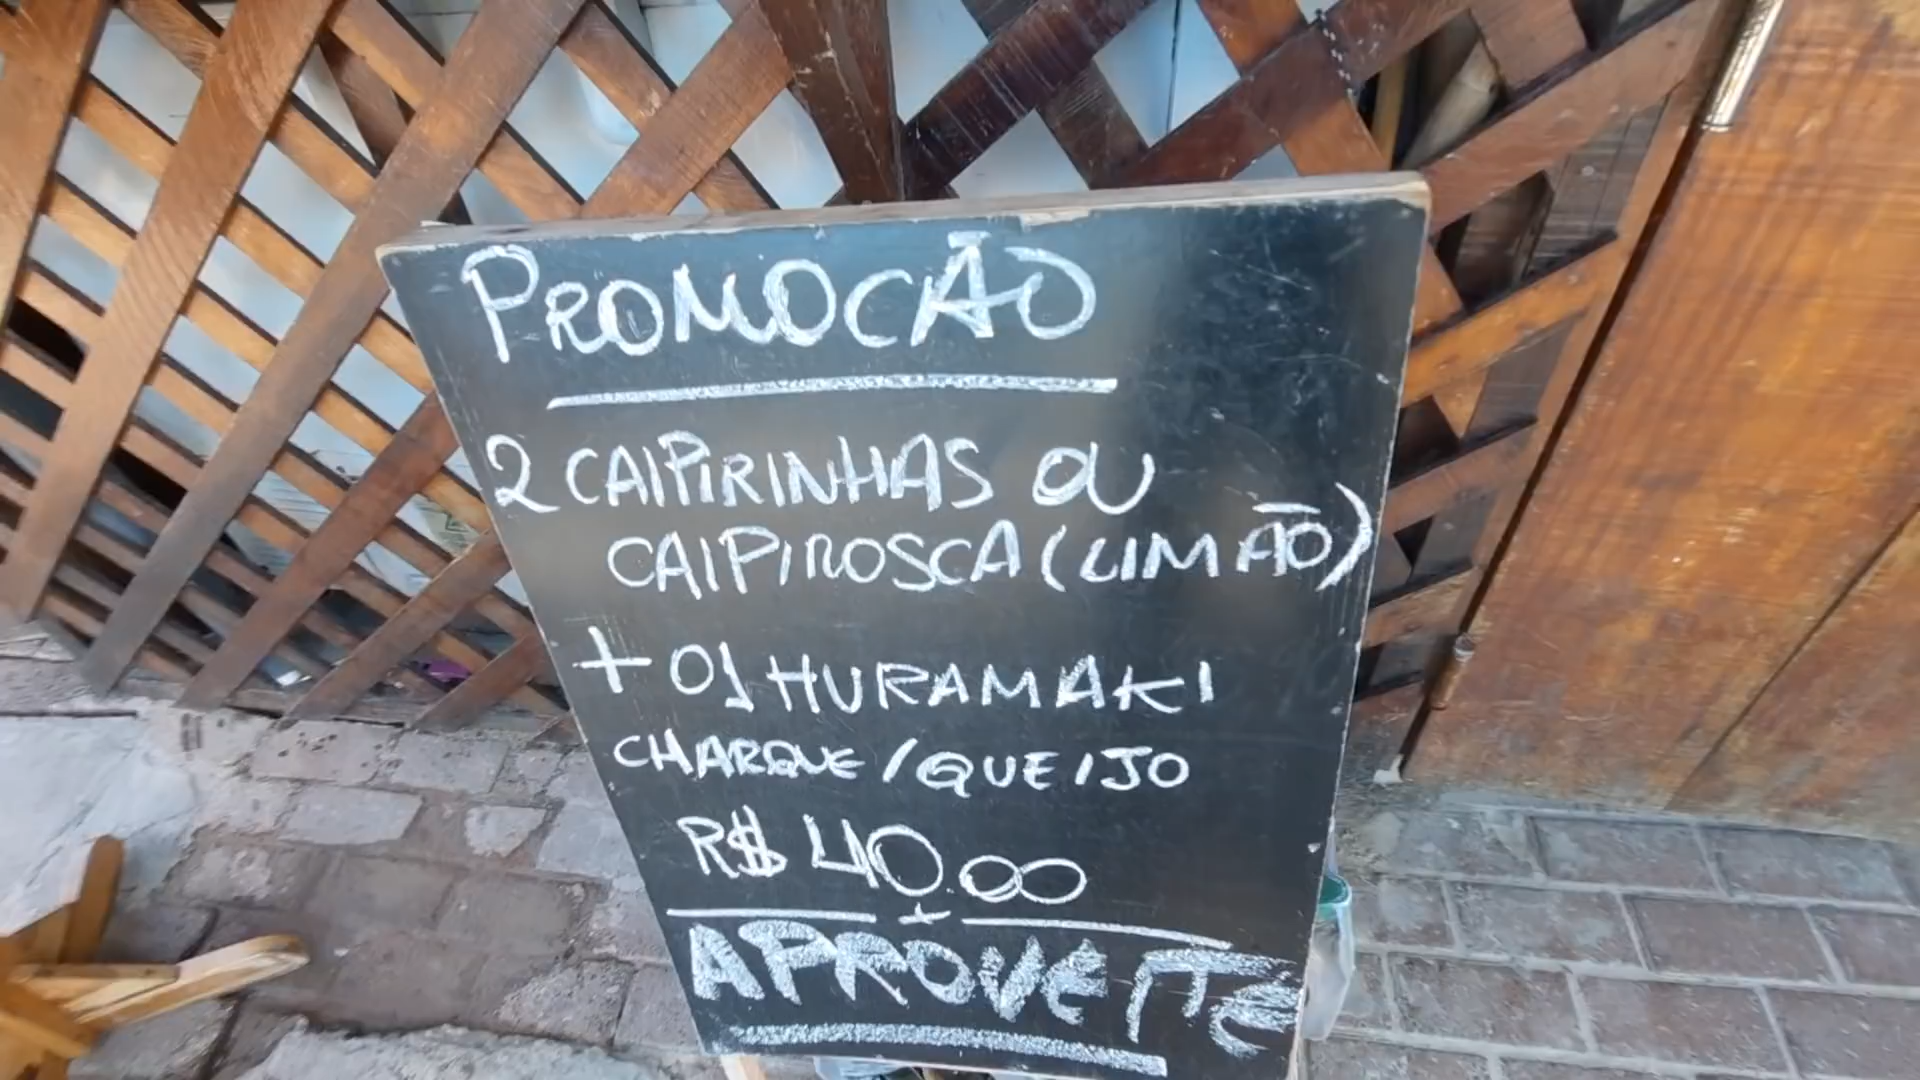 PROMOCÃO
2 CAIPIRINHAS OU
CAIPIROSCA (LIMÃO)
+ 01 HURAMAKI
CHARQUE/QUEIJO
R$ 40.00
APROVEITE